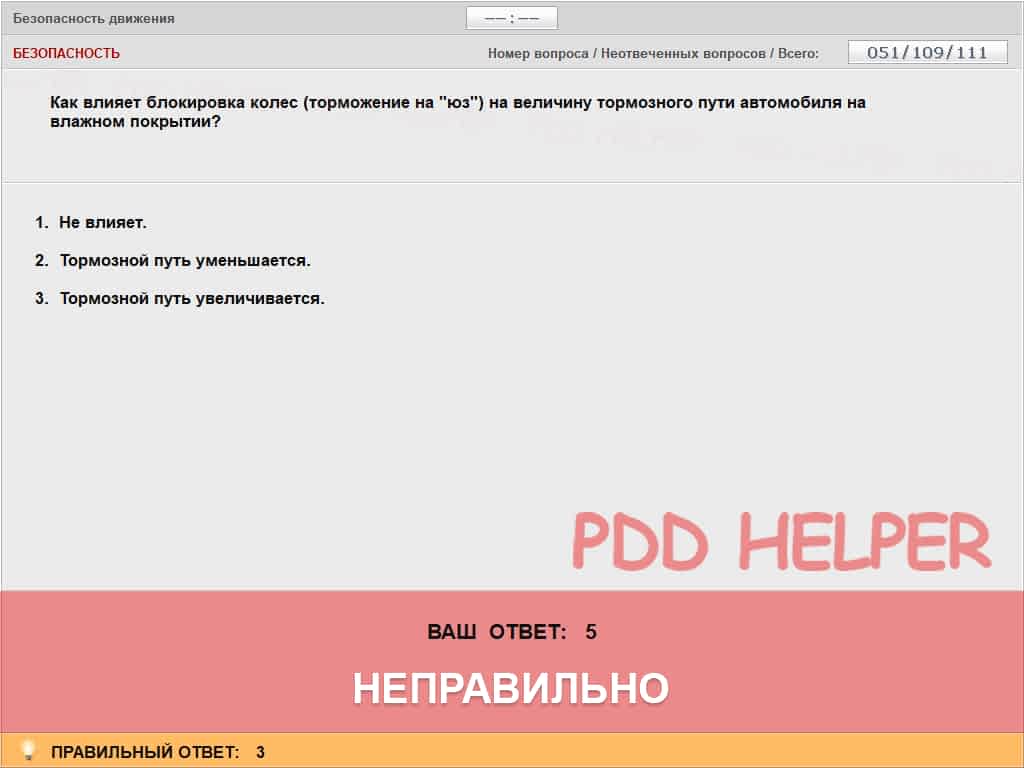 Безопасность движения
—— : ——
БЕЗОПАСНОСТЬ
Номер вопроса / Неотвеченных вопросов / Всего:
051/109/111
Как влияет блокировка колес (торможение на "юз") на величину тормозного пути автомобиля на
влажном покрытии?
1. Не влияет.
2. Тормозной путь уменьшается.
3. Тормозной путь увеличивается.
PDD HELPER
ВАШ ОТВЕТ: 5
НЕПРАВИЛЬНО
ПРАВИЛЬНЫЙ ОТВЕТ: 3